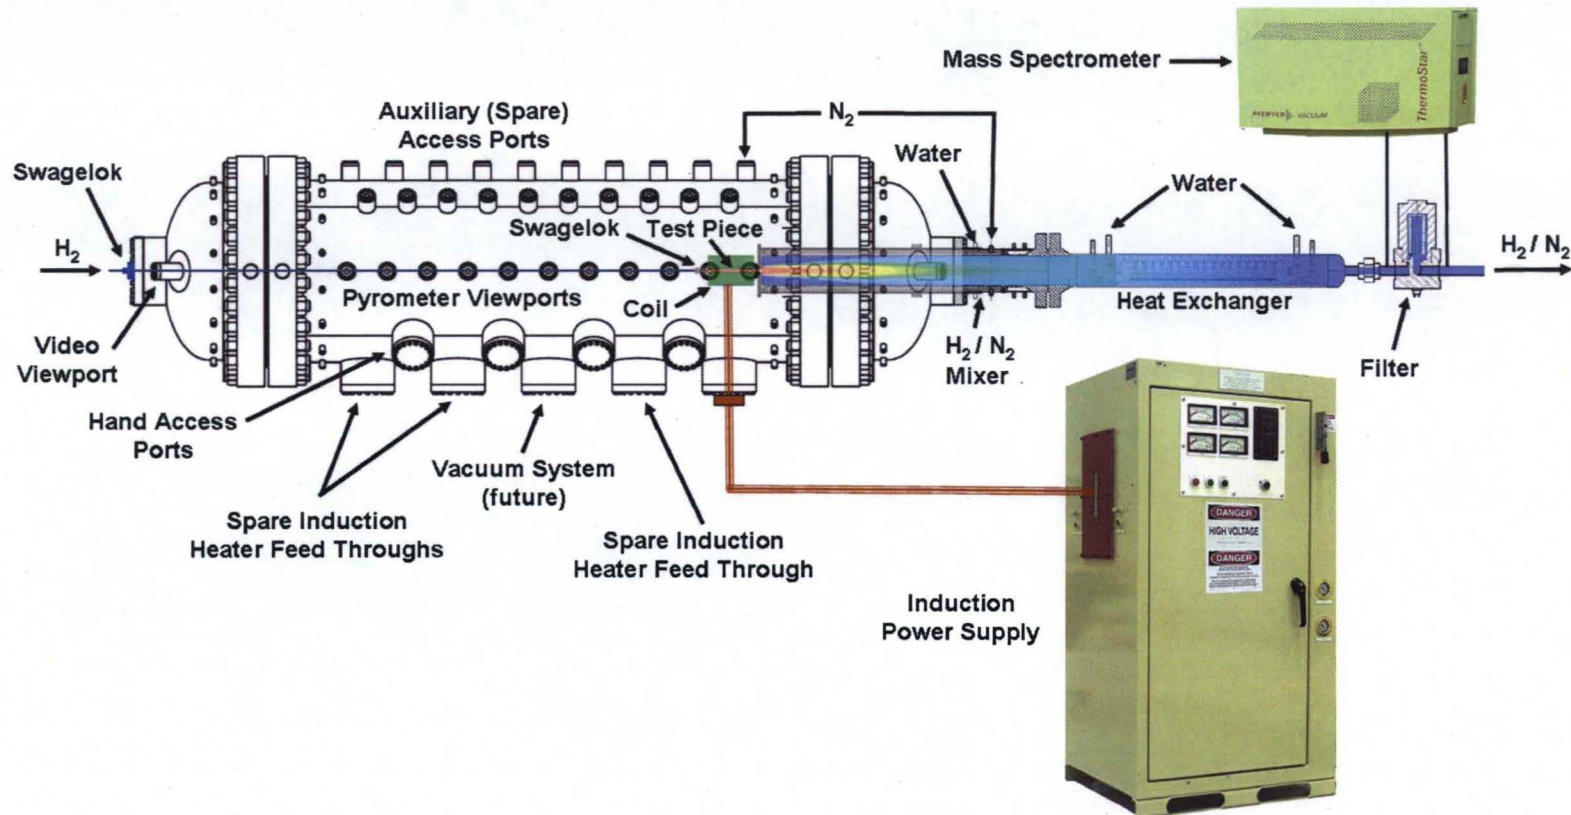 Mass Spectrometer
ThermoStar
PFEIFFER VACUUM
Auxiliary (Spare)
Access Ports
N2
Water
Swagelok
Water
Swagelok
Test Piece
H2
H2 / N2
Pyrometer Viewports
Coil
Heat Exchanger
Video
Viewport
H2 / N2
Mixer
Filter
Hand Access
Ports
Vacuum System
(future)
Spare Induction
Heater Feed Throughs
Spare Induction
Heater Feed Through
DANGER
HIGH VOLTAGE
DANGER
Induction
Power Supply